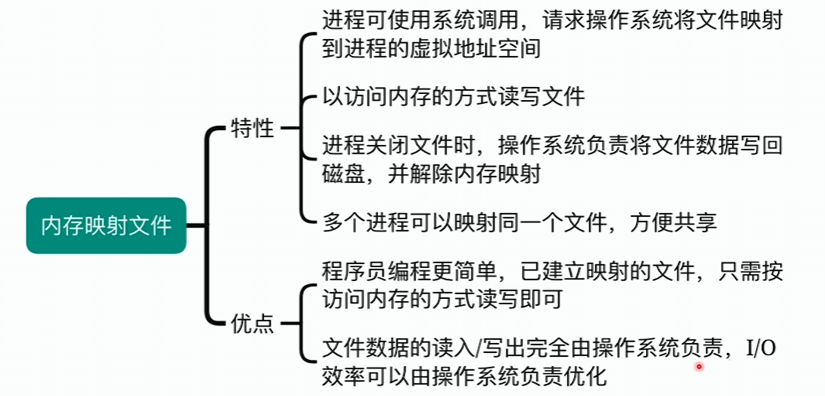 进程可使用系统调用，请求操作系统将文件映射
到进程的虚拟地址空间
以访问内存的方式读写文件
特性
进程关闭文件时，操作系统负责将文件数据写回
磁盘，并解除内存映射
多个进程可以映射同一个文件，方便共享
内存映射文件
程序员编程更简单，已建立映射的文件，只需按
访问内存的方式读写即可
优点
文件数据的读入/写出完全由操作系统负责，I/O
效率可以由操作系统负责优化